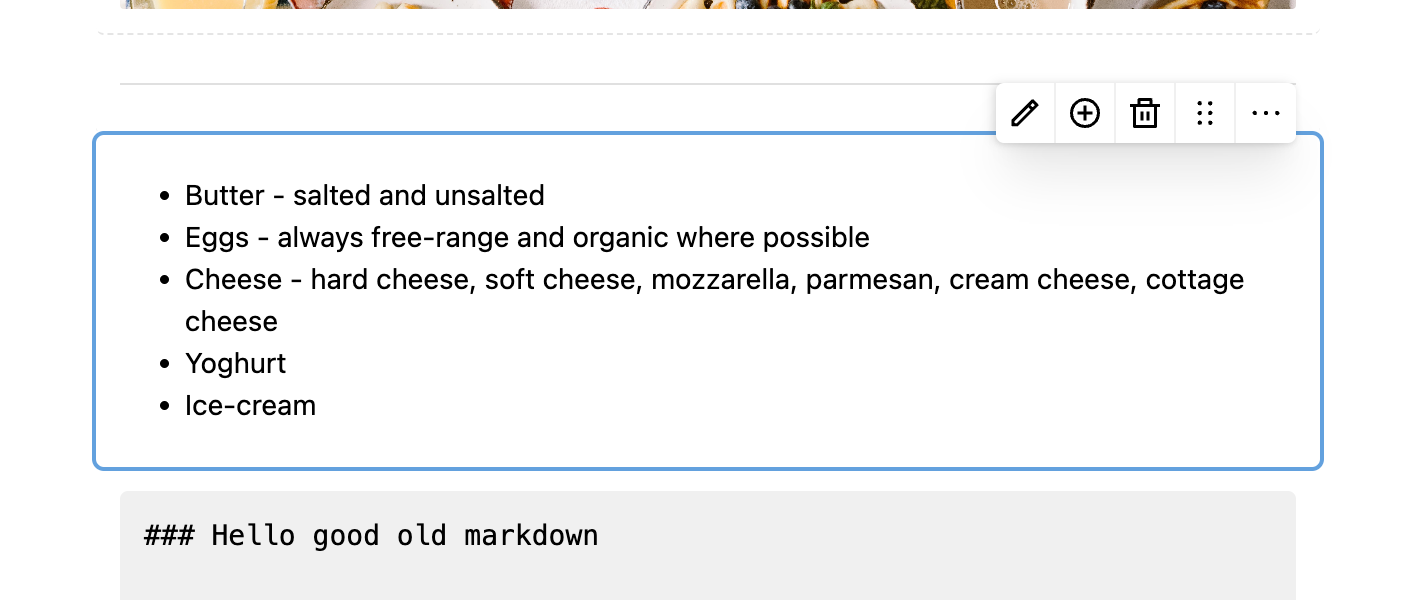 Butter - salted and unsalted
Eggs - always free-range and organic where possible
Cheese - hard cheese, soft cheese, mozzarella, parmesan, cream cheese, cottage
cheese
Yoghurt
Ice-cream
### Hello good old markdown